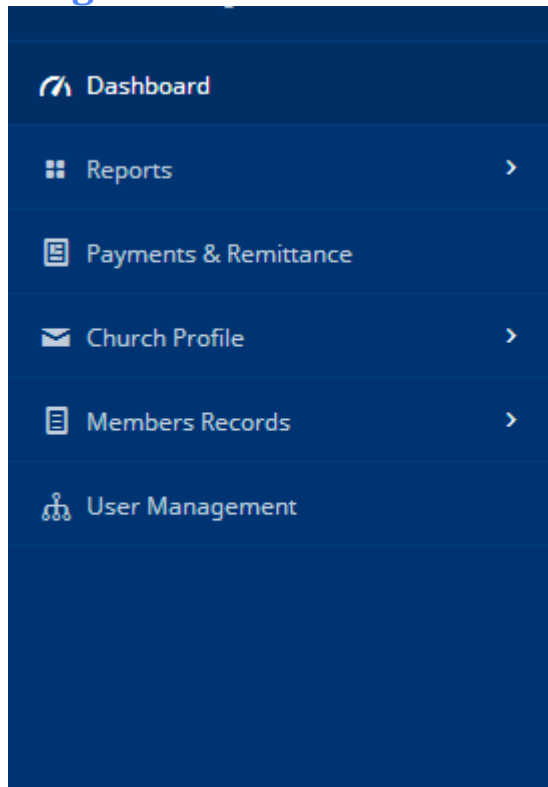 Dashboard
Reports
Payments & Remittance
Church Profile
Members Records
User Management